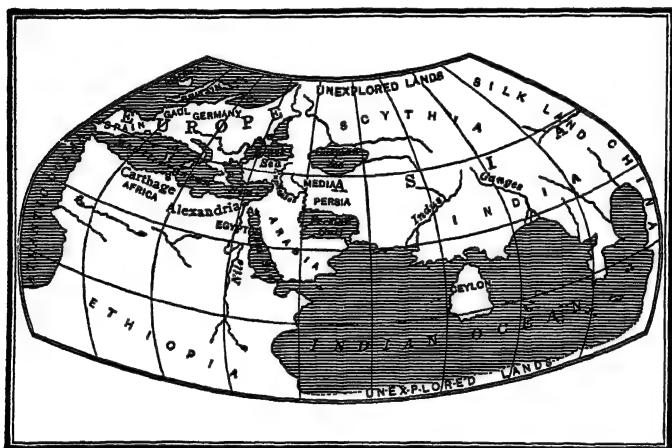 UNEXPLORED LANDS
SILK LAND
CHINA
SCYTHIA
EUROPE
GAUL
GERMANY
SPAIN
ASIA
Carthage
AFRICA
Alexandria
EGYPT
Nile
ARABIA
MEDIA
PERSIA
Sea
Indus
Ganges
INDIA
CEYLON
ETHIOPIA
INDIAN OCEAN
UNEXPLORED LANDS